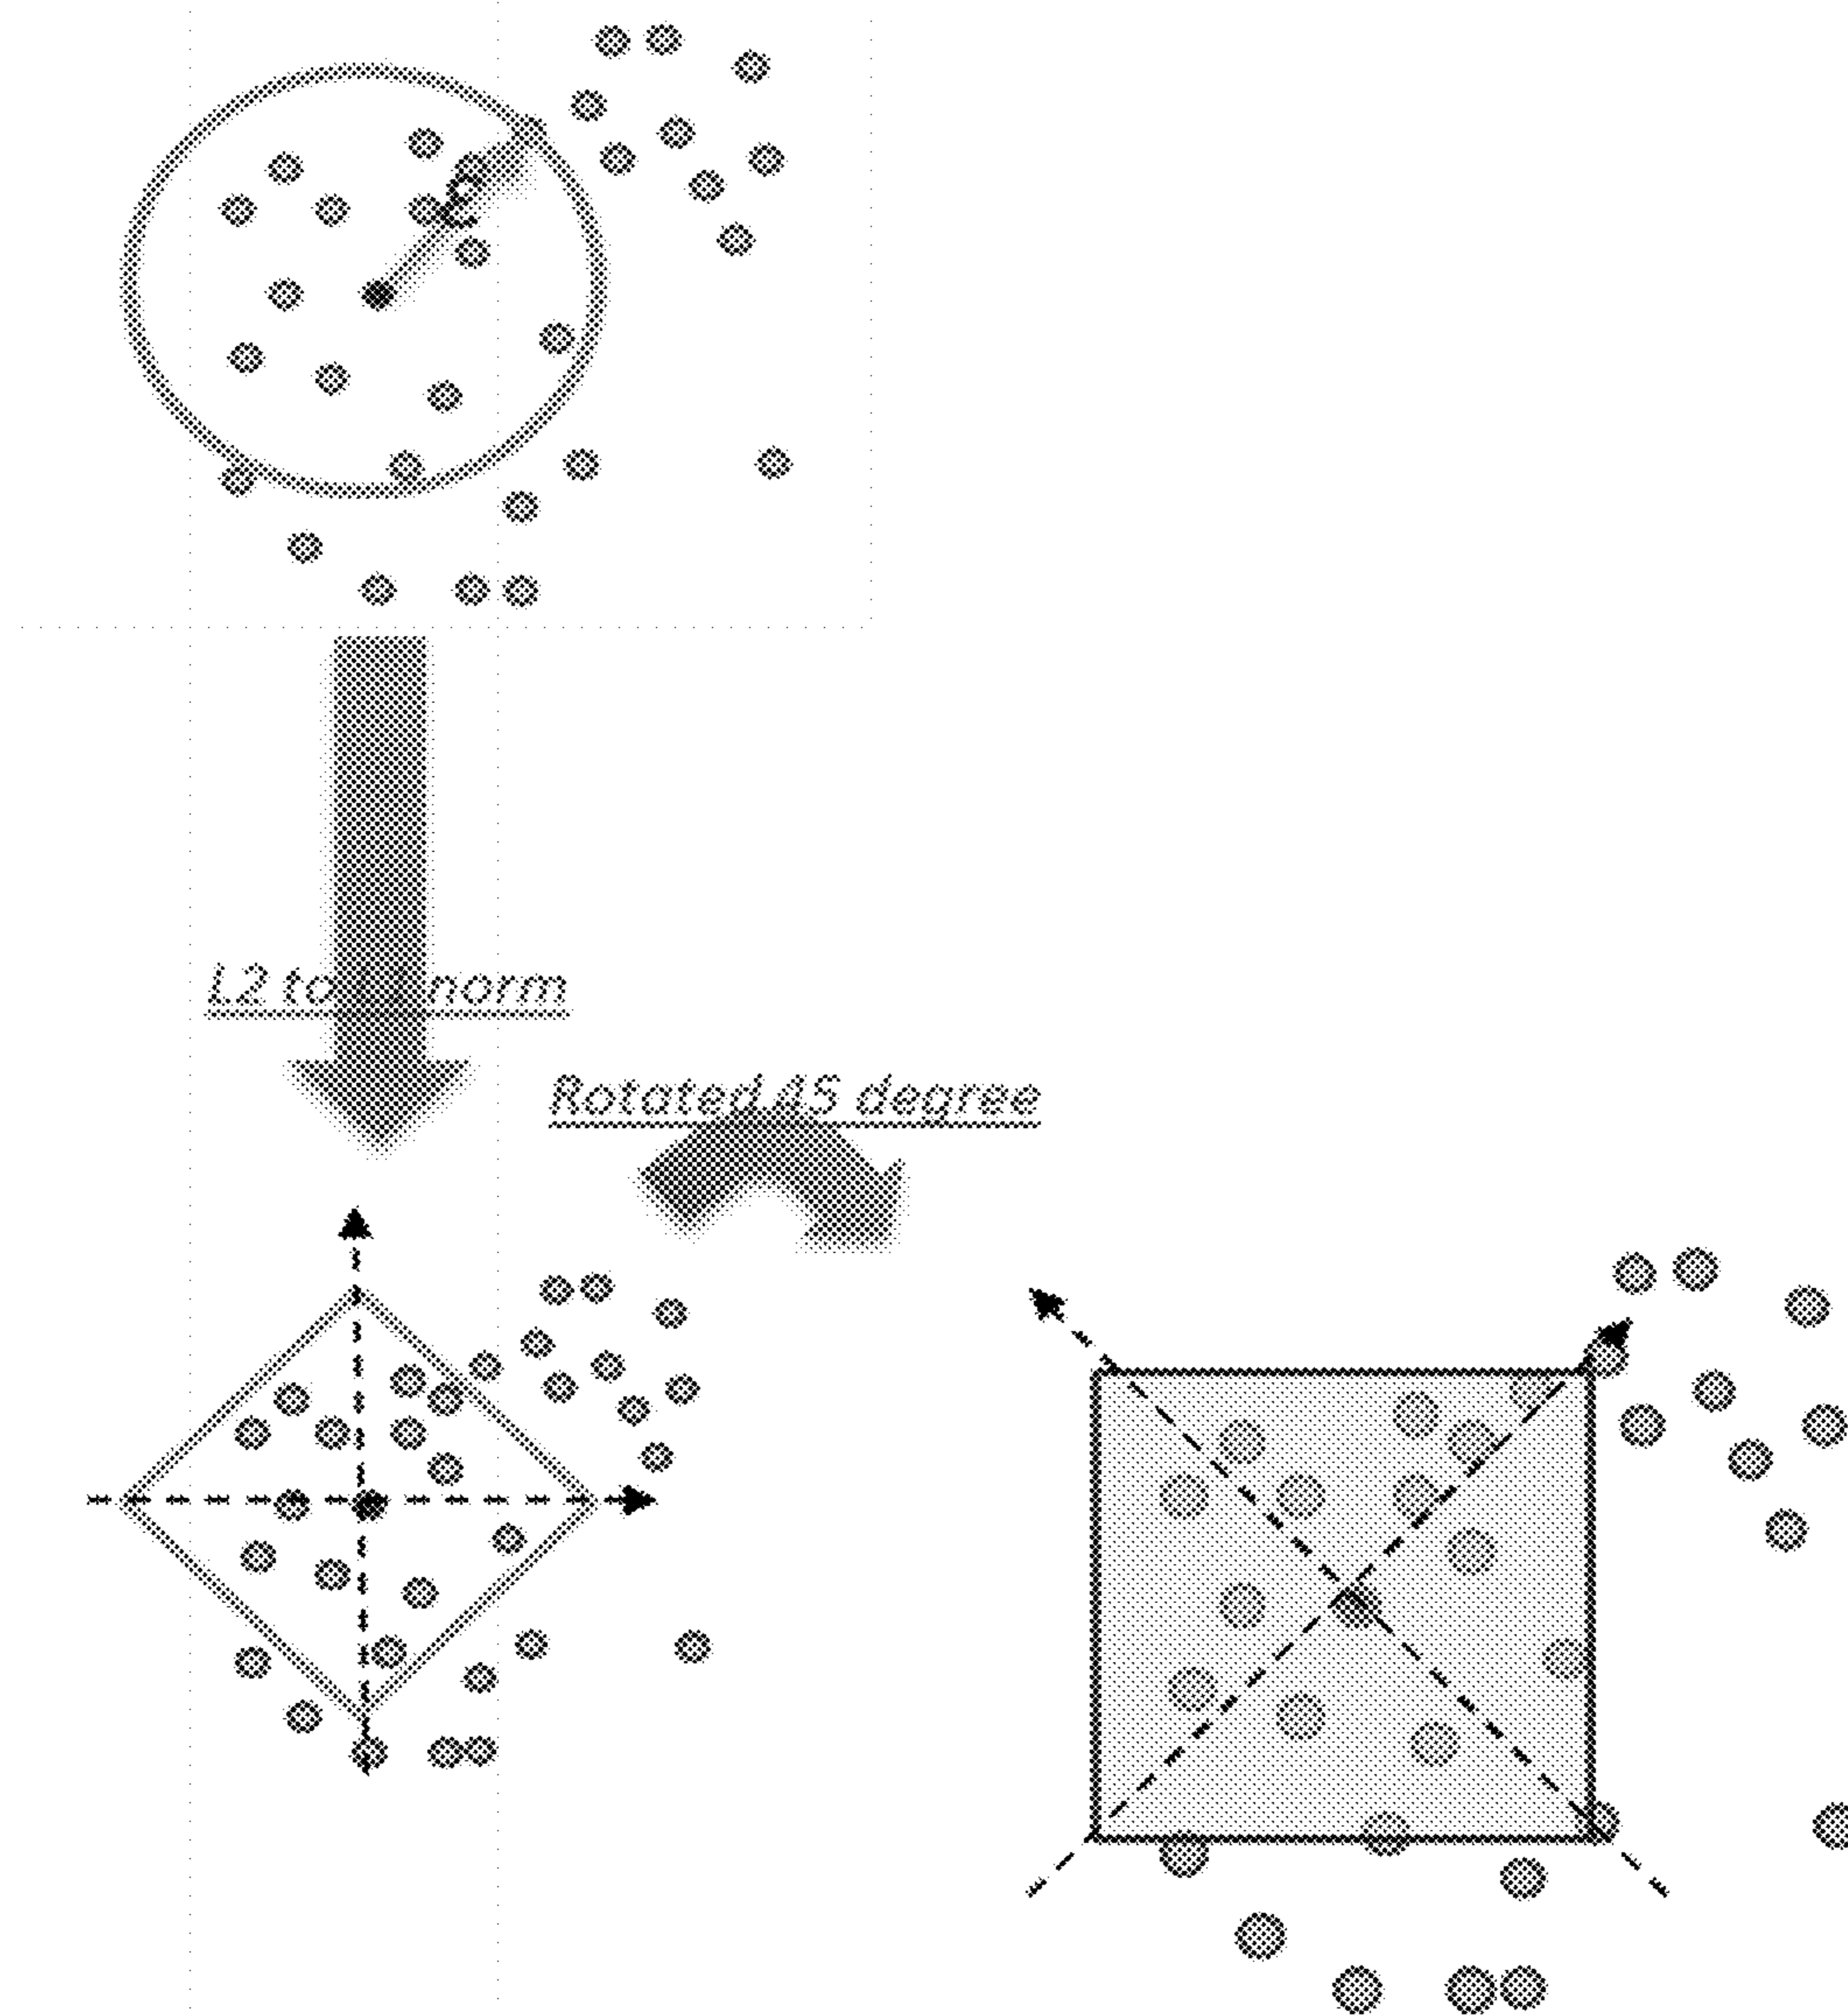 ε
L2 to norm
Rotated 45 degree